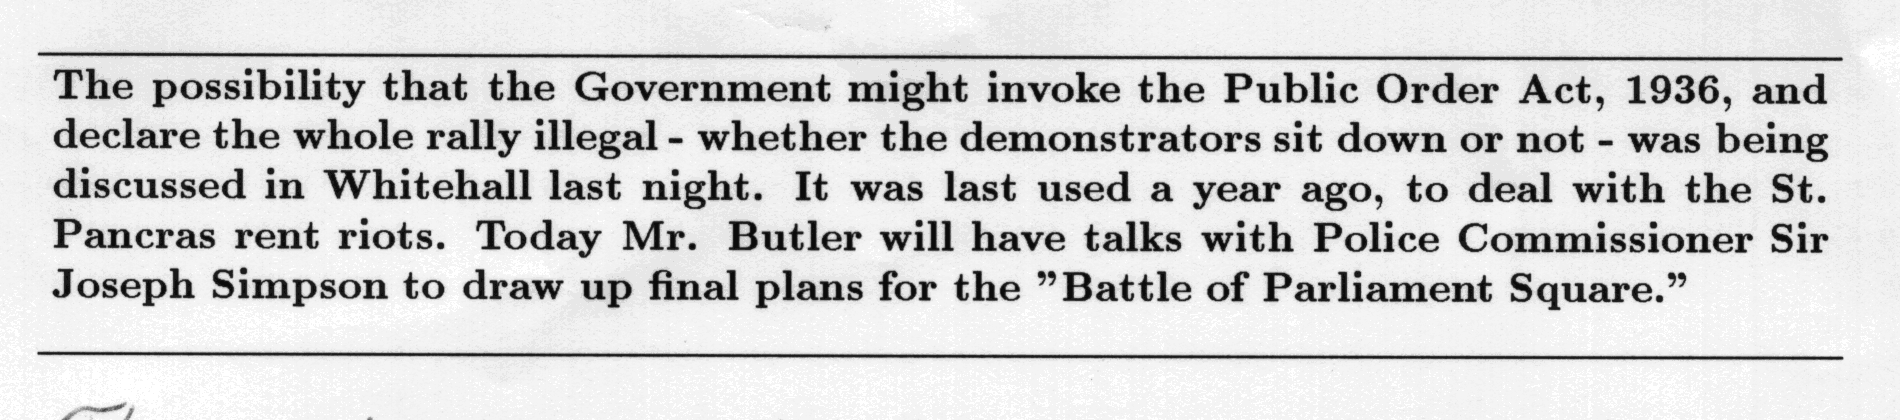 The possibility that the Government might invoke the Public Order Act, 1936, and
declare the whole rally illegal - whether the demonstrators sit down or not - was being
discussed in Whitehall last night. It was last used a year ago, to deal with the St.
Pancras rent riots. Today Mr. Butler will have talks with Police Commissioner Sir
Joseph Simpson to draw up final plans for the ”Battle of Parliament Square.”